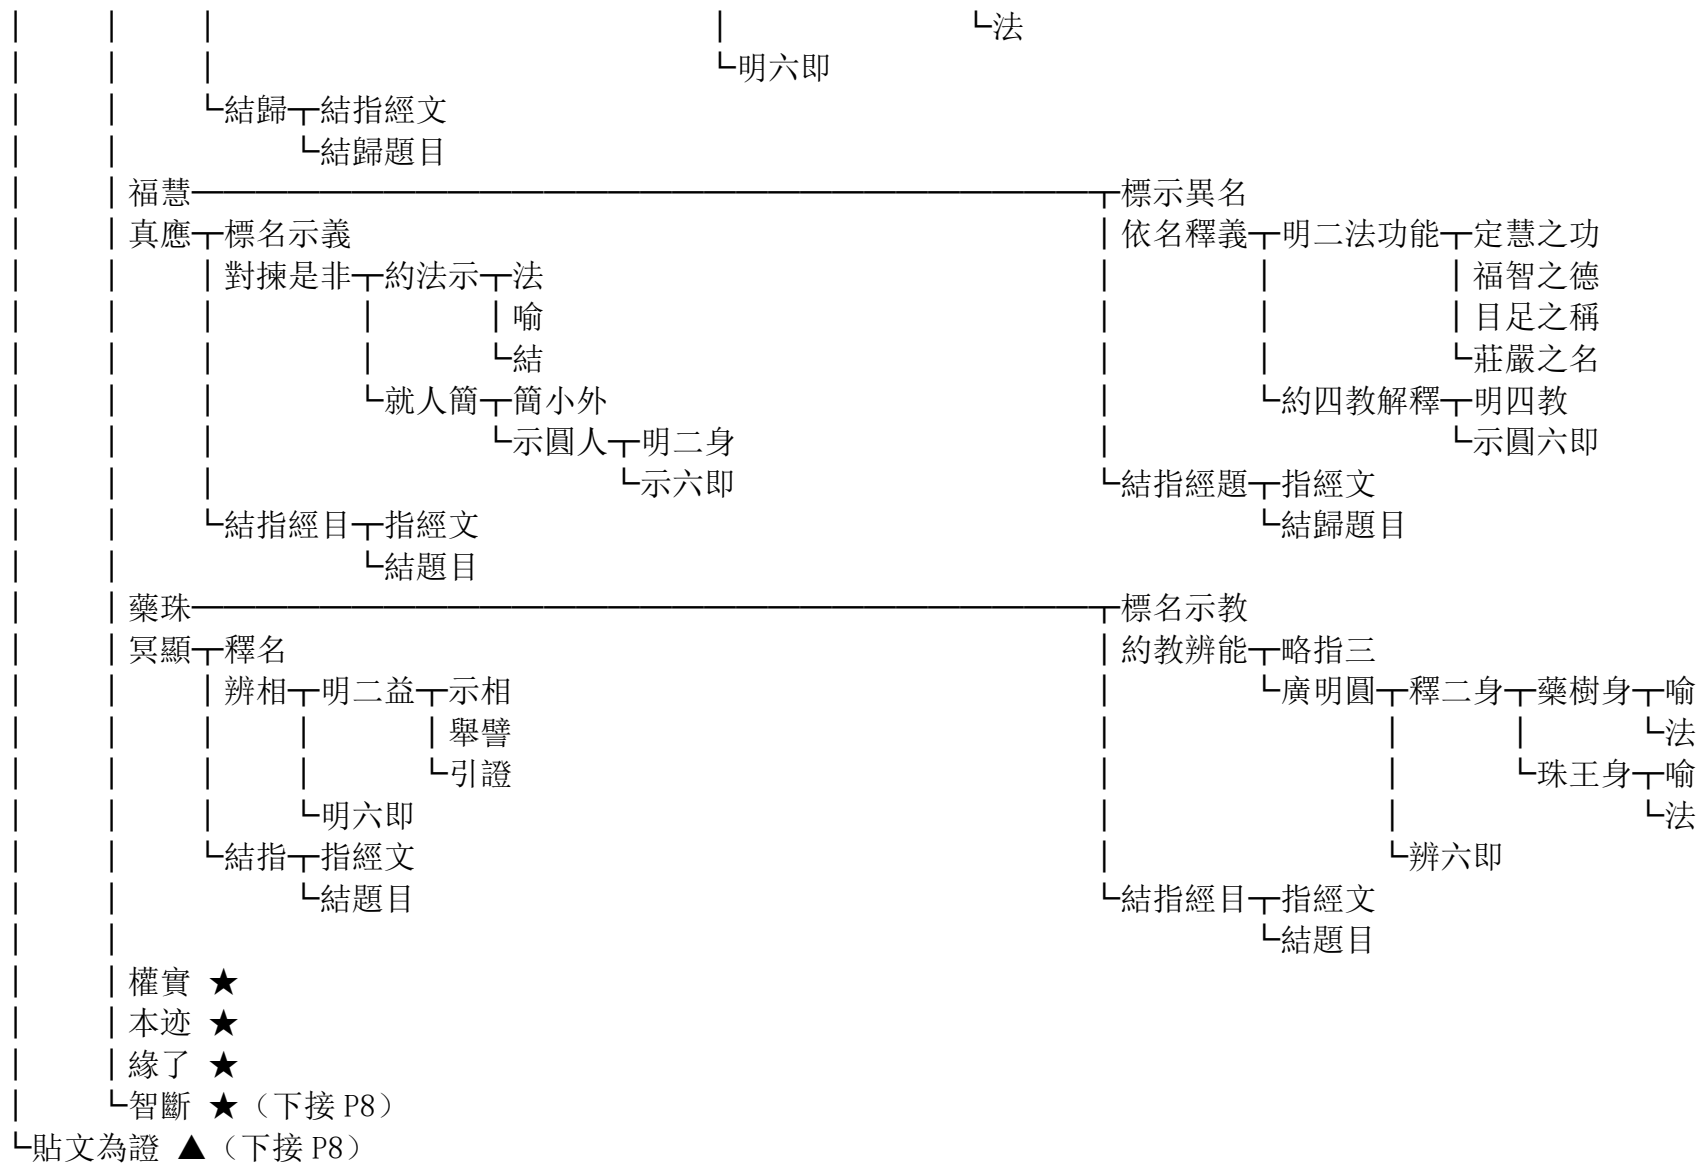 │ │ │ │ └法
│ │ │ └明六即
│ │ └結歸┬結指經文
│ │ └結歸題目
│ │福慧────────────────────────────┬標示異名
│ │真應┬標名示義 │依名釋義┬明二法功能┬定慧之功
│ │ │對揀是非┬約法示┬法 │ │ │福智之德
│ │ │ │ │喻 │ │ │目足之稱
│ │ │ │ └結 │ │ └莊嚴之名
│ │ │ └就人簡┬簡小外 │ └約四教解釋┬明四教
│ │ │ └示圓人┬明二身 │ └示圓六即
│ │ │ └示六即 └結指經題┬指經文
│ │ └結指經目┬指經文 └結歸題目
│ │ └結題目
│ │藥珠────────────────────────────┬標名示教
│ │冥顯┬釋名 │約教辨能┬略指三
│ │ │辨相┬明二益┬示相 │ └廣明圓┬釋二身┬藥樹身┬喻
│ │ │ │ │舉譬 │ │ │ └法
│ │ │ │ └引證 │ │ └珠王身┬喻
│ │ │ └明六即 │ │ └法
│ │ └結指┬指經文 │ └辨六即
│ │ └結題目 └結指經目┬指經文
│ │ └結題目
│ │權實 ★
│ │本迹 ★
│ │緣了 ★
│ └智斷 ★（下接 P8）
└貼文為證 ▲（下接 P8）